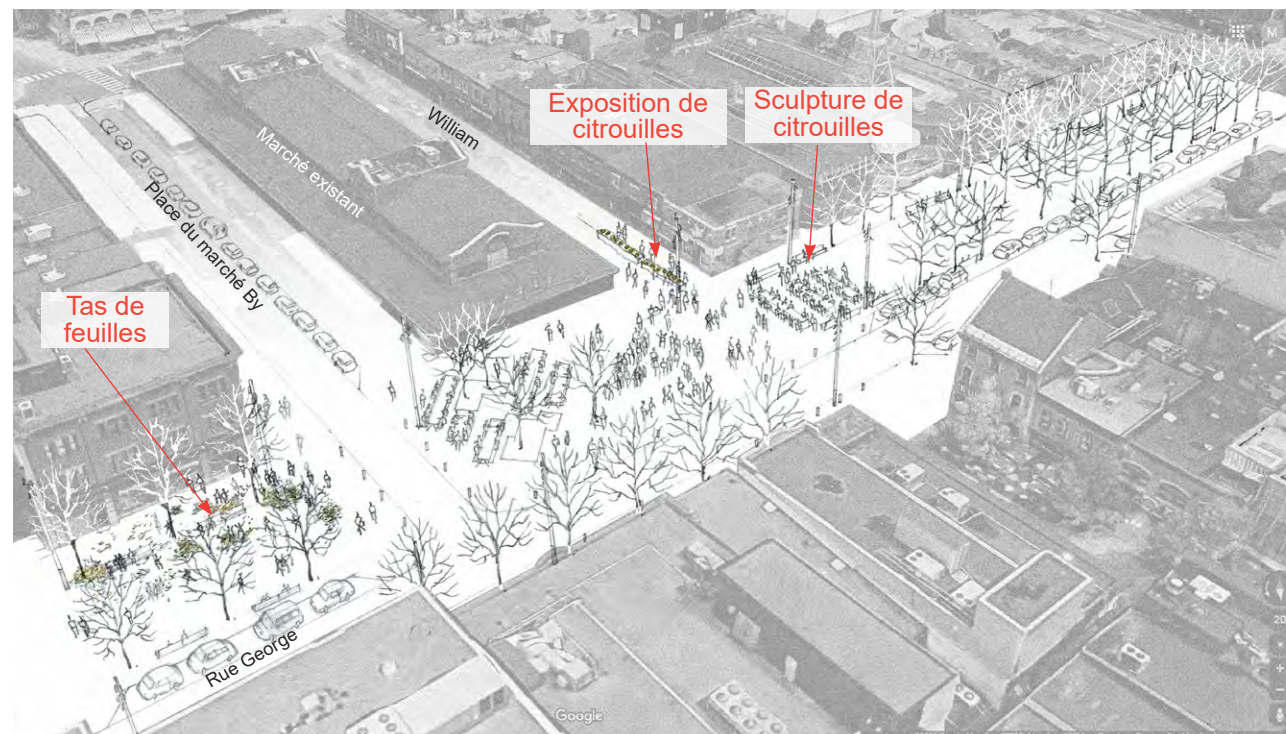 M
William
Exposition de
citrouilles
Sculpture de
citrouilles
Marché existant
Place du marché By
Tas de
feuilles
Rue George
Google
2D